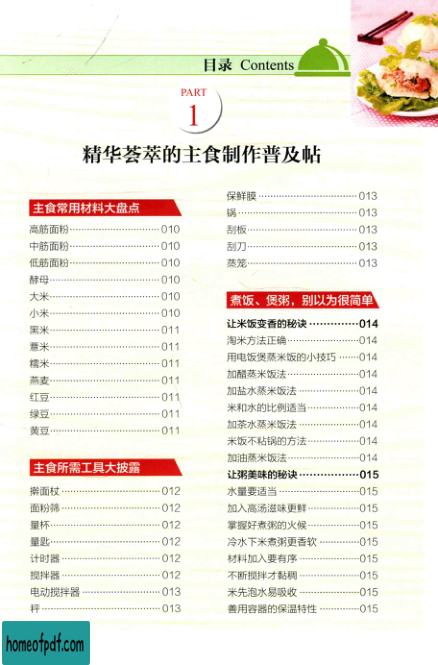 目录 Contents
PART
1
精华荟萃的主食制作普及帖
主食常用材料大盘点
高筋面粉 010
中筋面粉 010
低筋面粉 010
酵母 010
大米 010
小米 010
黑米 011
薏米 011
糯米 011
燕麦 011
红豆 011
绿豆 011
黄豆 011
主食所需工具大披露
擀面杖 012
面粉筛 012
量杯 012
量匙 012
计时器 012
搅拌器 012
电动搅拌器 013
秤 013
保鲜膜 013
锅 013
刮板 013
刮刀 013
蒸笼 013
煮饭、煲粥，别以为很简单
让米饭变香的秘诀 014
淘米方法正确 014
用电饭煲蒸米饭的小技巧 014
加醋蒸米饭法 014
加盐水蒸米饭法 014
米和水的比例适当 014
加茶水蒸米饭法 014
米饭不粘锅的方法 014
加油蒸米饭法 014
让粥美味的秘诀 015
水量要适当 015
加入高汤滋味更鲜 015
掌握好煮粥的火候 015
冷水下米煮粥更香软 015
材料加入要有序 015
不断搅拌才黏稠 015
米先泡水易吸收 015
善用容器的保温特性 015
homeofpdf.com